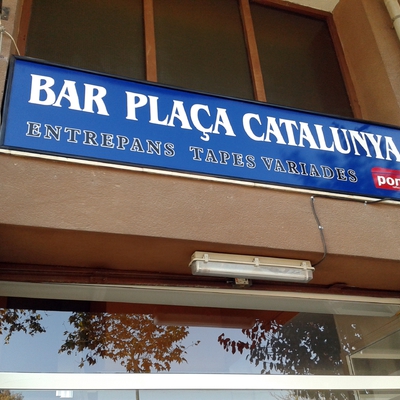 BAR PLAÇA CATALUNYA
ENTREPANS TAPES VARIADES